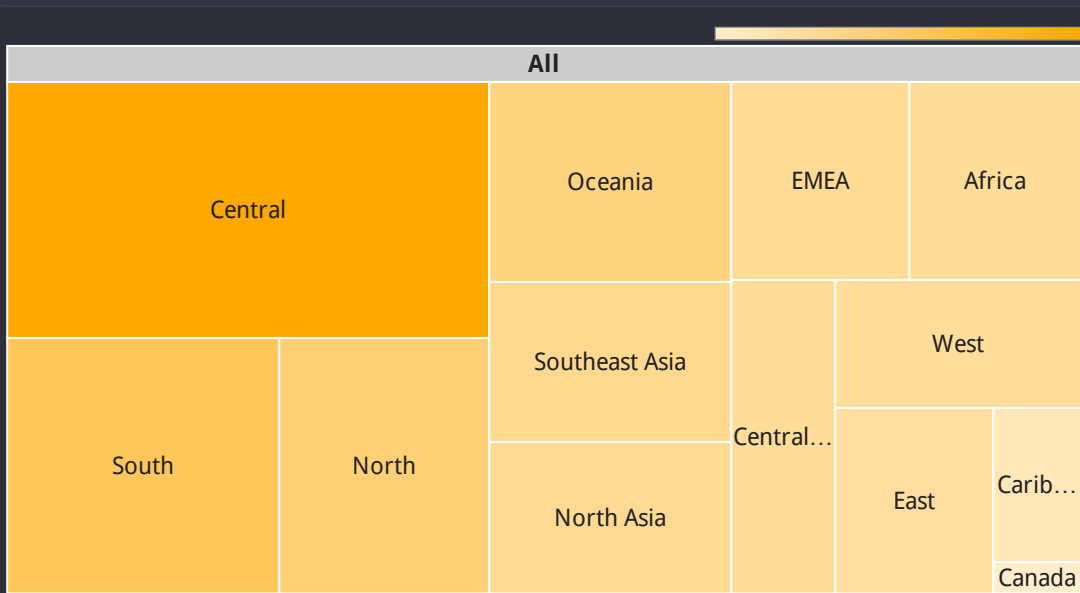 All
Central
Oceania
EMEA
Africa
South
North
Southeast Asia
North Asia
Central…
West
East
Carib…
Canada